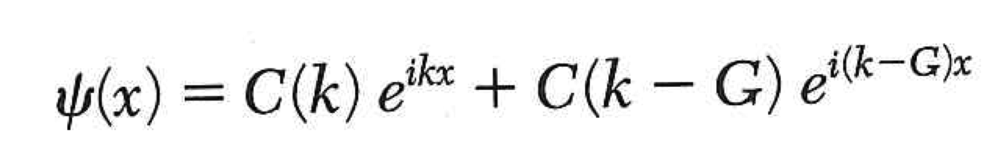 ψ(x) = C(k) e^{ikx} + C(k − G) e^{i(k−G)x}